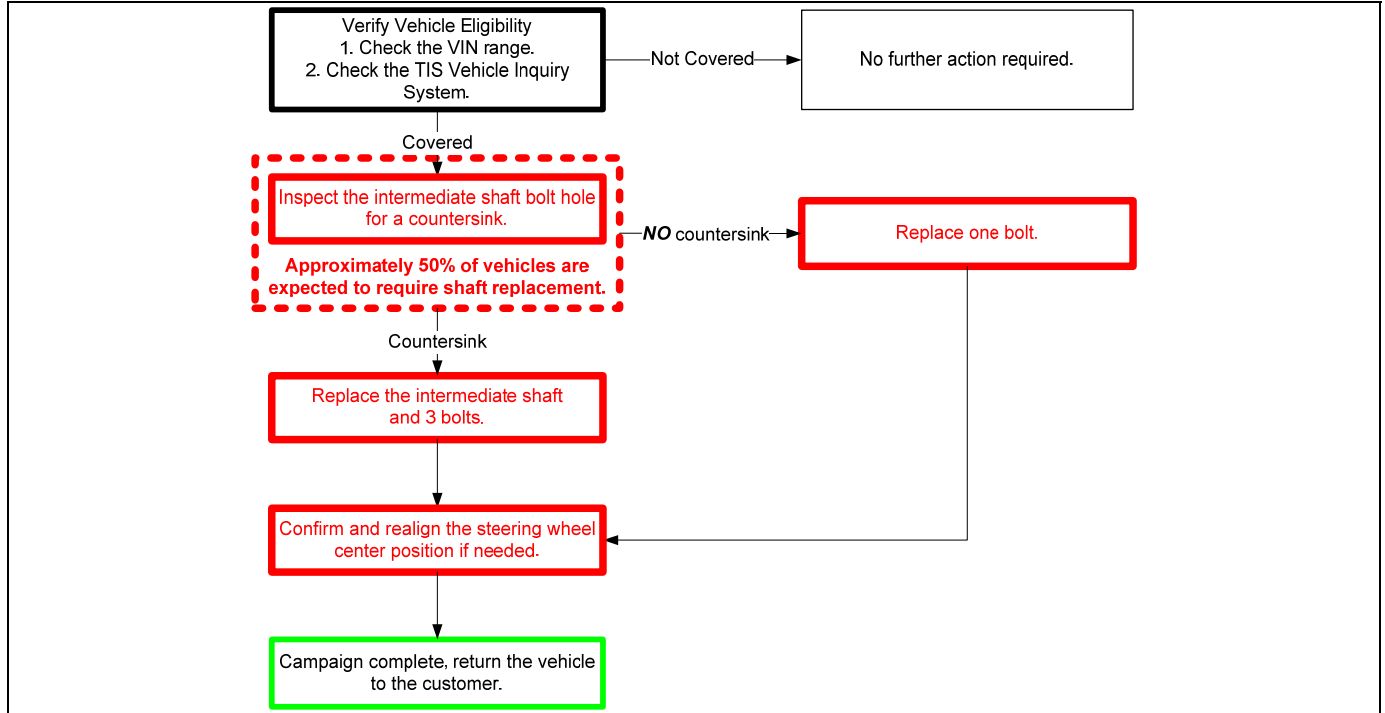 Verify Vehicle Eligibility
1. Check the VIN range.
2. Check the TIS Vehicle Inquiry
System.
Not Covered
No further action required.
Covered
Inspect the intermediate shaft bolt hole
for a countersink.
Approximately 50% of vehicles are
expected to require shaft replacement.
NO countersink
Replace one bolt.
Countersink
Replace the intermediate shaft
and 3 bolts.
Confirm and realign the steering wheel
center position if needed.
Campaign complete, return the vehicle
to the customer.